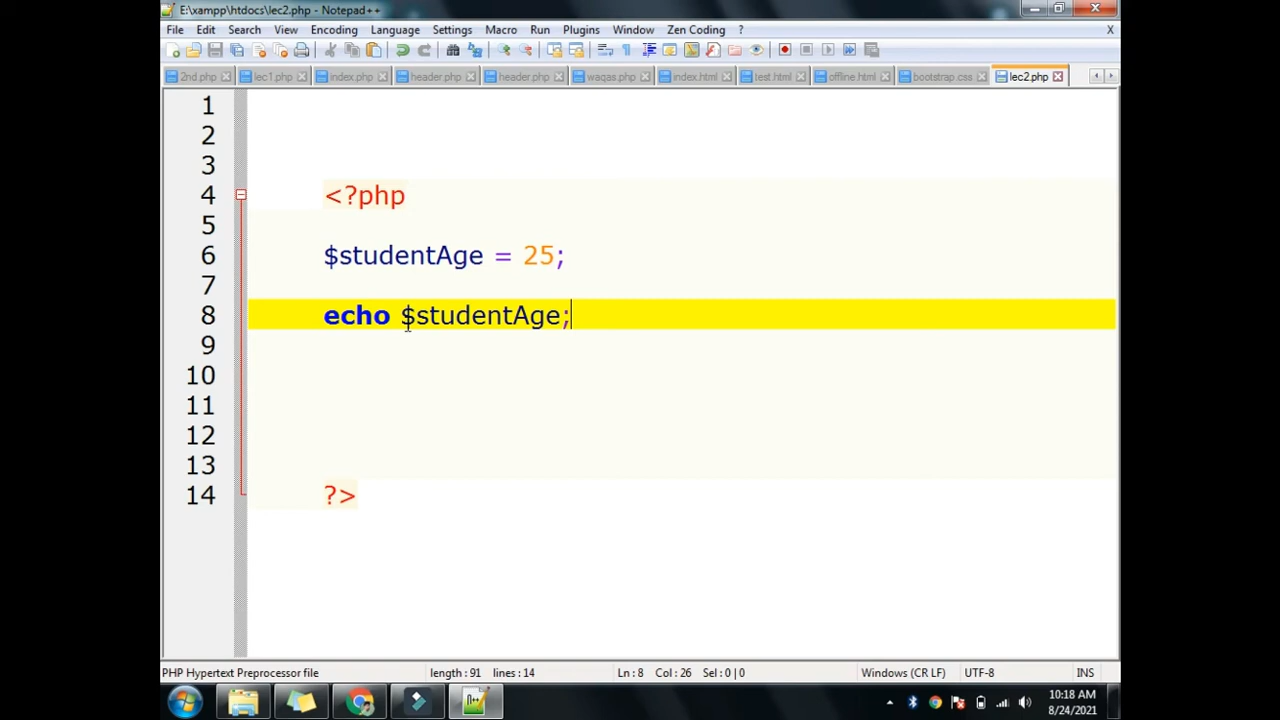 E:\xampp\htdocs\lec2.php - Notepad++
File Edit Search View Encoding Language Settings Macro Run Plugins Window Zen Coding ? X
2nd.php lec1.php index.php header.php header.php waqas.php index.html test.html offline.html bootstrap.css lec2.php
1
2
3
4 <?php
5
6 $studentAge = 25;
7
8 echo $studentAge;
9
10
11
12
13
14 ?>
PHP Hypertext Preprocessor file length : 91 lines : 14 Ln : 8 Col : 26 Sel : 0 | 0 Windows (CR LF) UTF-8 INS
10:18 AM
8/24/2021